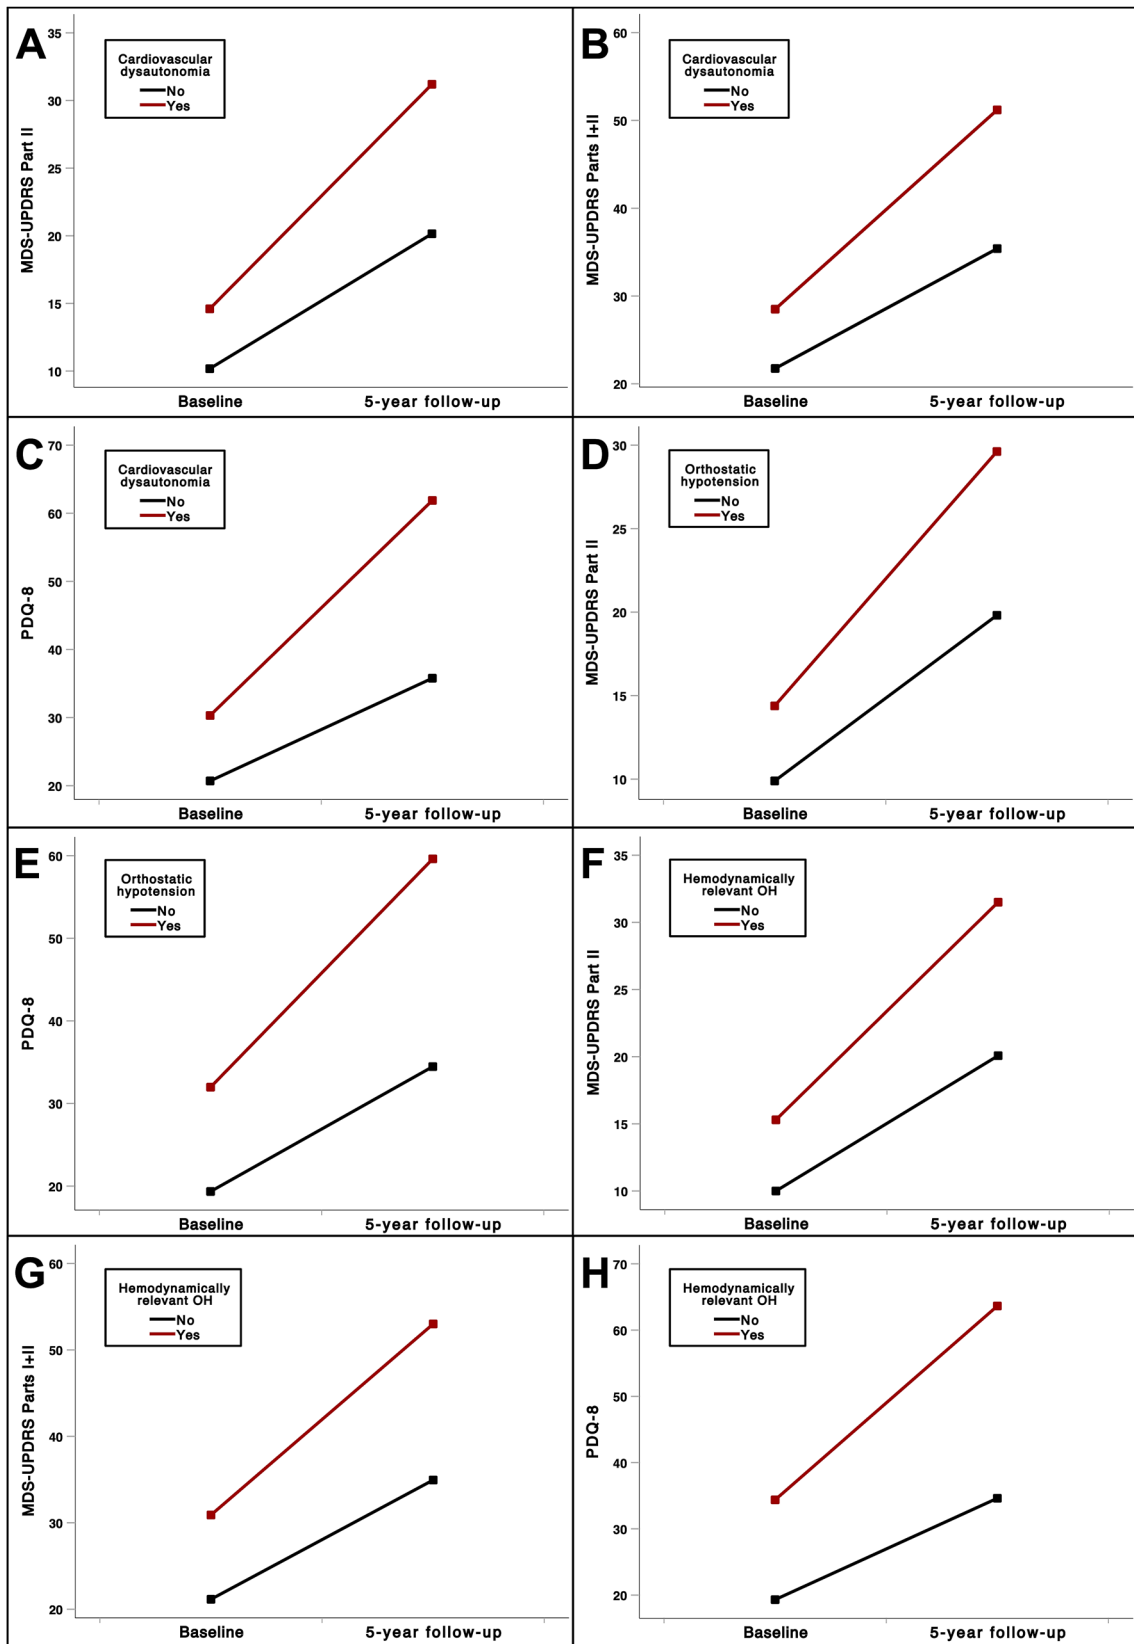 A
35
30
25
20
15
10
MDS-UPDRS Part II
Cardiovascular
dysautonomia
No
Yes
Baseline 5-year follow-up
B
60
50
40
30
20
MDS-UPDRS Parts I+II
Cardiovascular
dysautonomia
No
Yes
Baseline 5-year follow-up
C
70
60
50
40
30
20
PDQ-8
Cardiovascular
dysautonomia
No
Yes
Baseline 5-year follow-up
D
30
25
20
15
10
MDS-UPDRS Part II
Orthostatic
hypotension
No
Yes
Baseline 5-year follow-up
E
60
50
40
30
20
PDQ-8
Orthostatic
hypotension
No
Yes
Baseline 5-year follow-up
F
35
30
25
20
15
10
MDS-UPDRS Part II
Hemodynamically
relevant OH
No
Yes
Baseline 5-year follow-up
G
60
50
40
30
20
MDS-UPDRS Parts I+II
Hemodynamically
relevant OH
No
Yes
Baseline 5-year follow-up
H
70
60
50
40
30
20
PDQ-8
Hemodynamically
relevant OH
No
Yes
Baseline 5-year follow-up